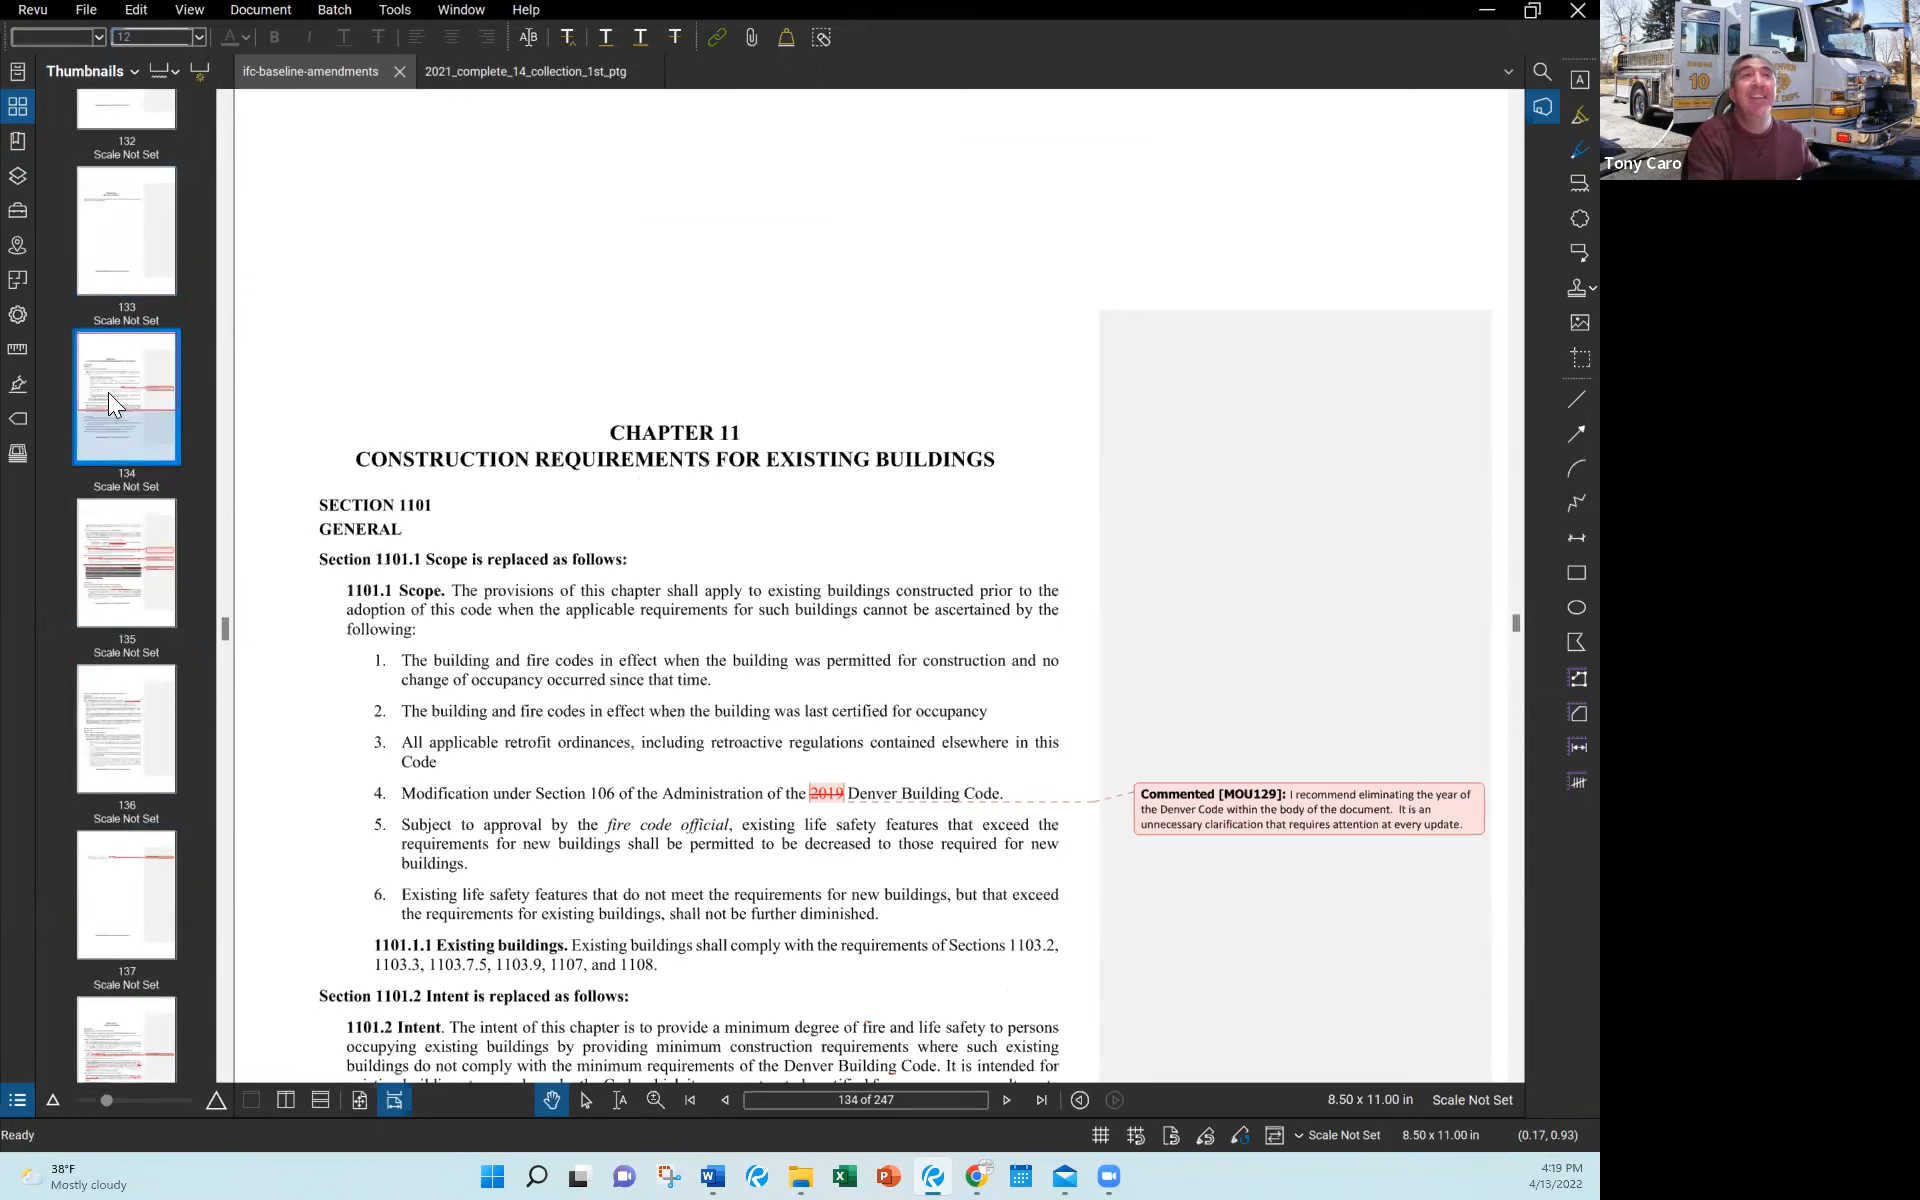 Revu File Edit View Document Batch Tools Window Help
12
Thumbnails
ifc-baseline-amendments
2021_complete_14_collection_1st_ptg
132
Scale Not Set
133
Scale Not Set
134
Scale Not Set
135
Scale Not Set
136
Scale Not Set
137
Scale Not Set
CHAPTER 11
CONSTRUCTION REQUIREMENTS FOR EXISTING BUILDINGS
SECTION 1101
GENERAL
Section 1101.1 Scope is replaced as follows:
1101.1 Scope. The provisions of this chapter shall apply to existing buildings constructed prior to the
adoption of this code when the applicable requirements for such buildings cannot be ascertained by the
following:
1. The building and fire codes in effect when the building was permitted for construction and no
change of occupancy occurred since that time.
2. The building and fire codes in effect when the building was last certified for occupancy
3. All applicable retrofit ordinances, including retroactive regulations contained elsewhere in this
Code
4. Modification under Section 106 of the Administration of the 2019 Denver Building Code.
5. Subject to approval by the fire code official, existing life safety features that exceed the
requirements for new buildings shall be permitted to be decreased to those required for new
buildings.
6. Existing life safety features that do not meet the requirements for new buildings, but that exceed
the requirements for existing buildings, shall not be further diminished.
1101.1.1 Existing buildings. Existing buildings shall comply with the requirements of Sections 1103.2,
1103.3, 1103.7.5, 1103.9, 1107, and 1108.
Section 1101.2 Intent is replaced as follows:
1101.2 Intent. The intent of this chapter is to provide a minimum degree of fire and life safety to persons
occupying existing buildings by providing minimum construction requirements where such existing
buildings do not comply with the minimum requirements of the Denver Building Code. It is intended for
Commented [MOU129]: I recommend eliminating the year of
the Denver Code within the body of the document. It is an
unnecessary clarification that requires attention at every update.
134 of 247
8.50 x 11.00 in Scale Not Set
Ready
Scale Not Set 8.50 x 11.00 in (0.17, 0.93)
38°F
Mostly cloudy
4:19 PM
4/13/2022
10
Tony Caro